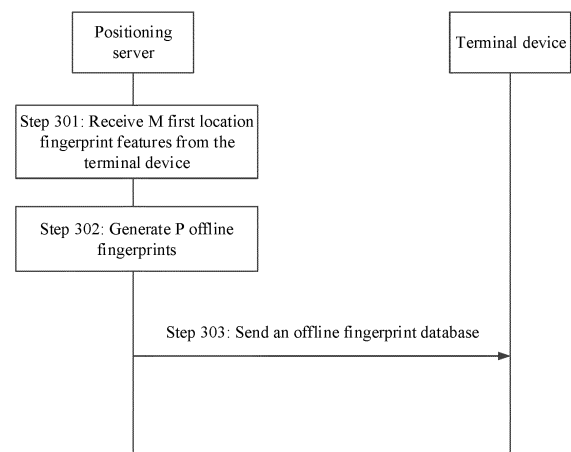 Positioning
server
Terminal device
Step 301: Receive M first location
fingerprint features from the
terminal device
Step 302: Generate P offline
fingerprints
Step 303: Send an offline fingerprint database